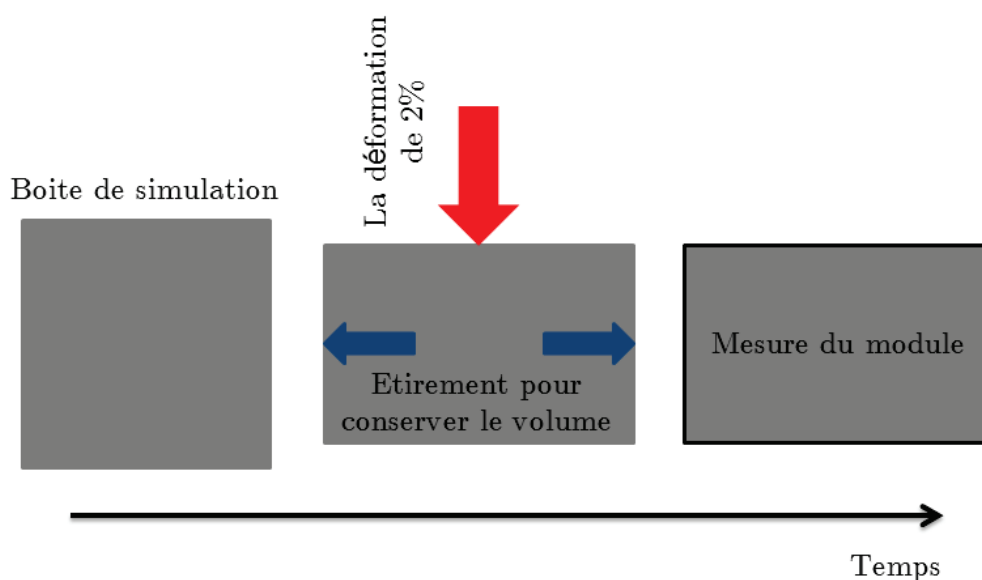 La déformation
de 2%
Boite de simulation
Etirement pour
conserver le volume
Mesure du module
Temps